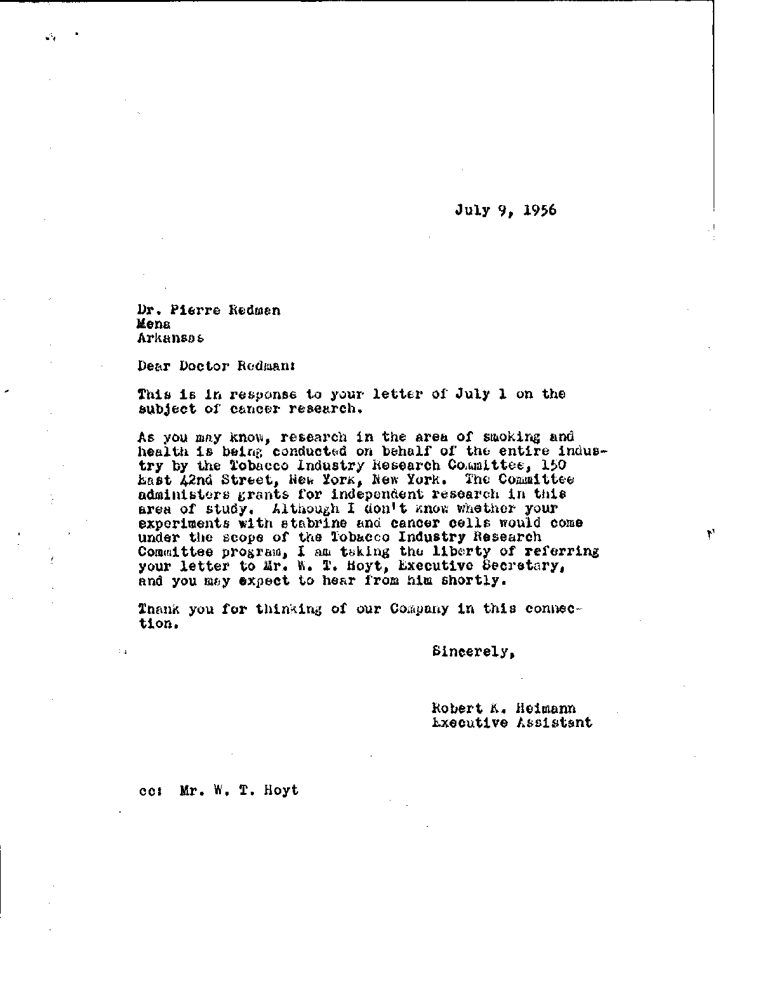 July 9, 1956
Dr. Pierre Redman
Mena
Arkansas
Dear Doctor Redman:
This is in response to your letter of July 1 on the
subject of cancer research.
As you may know, research in the area of smoking and
health is being conducted on behalf of the entire indus-
try by the Tobacco Industry Research Committee, 150
East 42nd Street, New York, New York. The Committee
administers grants for independent research in this
area of study. Although I don't know whether your
experiments with atabrine and cancer cells would come
under the scope of the Tobacco Industry Research
Committee program, I am taking the liberty of referring
your letter to Mr. W. T. Hoyt, Executive Secretary,
and you may expect to hear from him shortly.
Thank you for thinking of our Company in this connec-
tion.
Sincerely,
Robert K. Heimann
Executive Assistant
cc: Mr. W. T. Hoyt